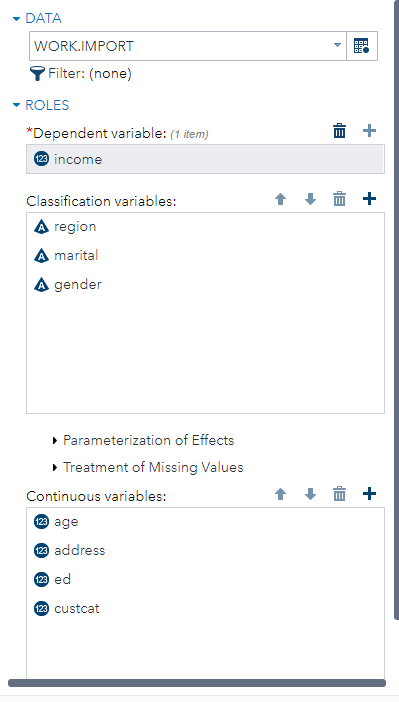 DATA
WORK.IMPORT
Filter: (none)
ROLES
*Dependent variable: (1 item)
123 income
Classification variables:
A region
A marital
A gender
Parameterization of Effects
Treatment of Missing Values
Continuous variables:
123 age
123 address
123 ed
123 custcat